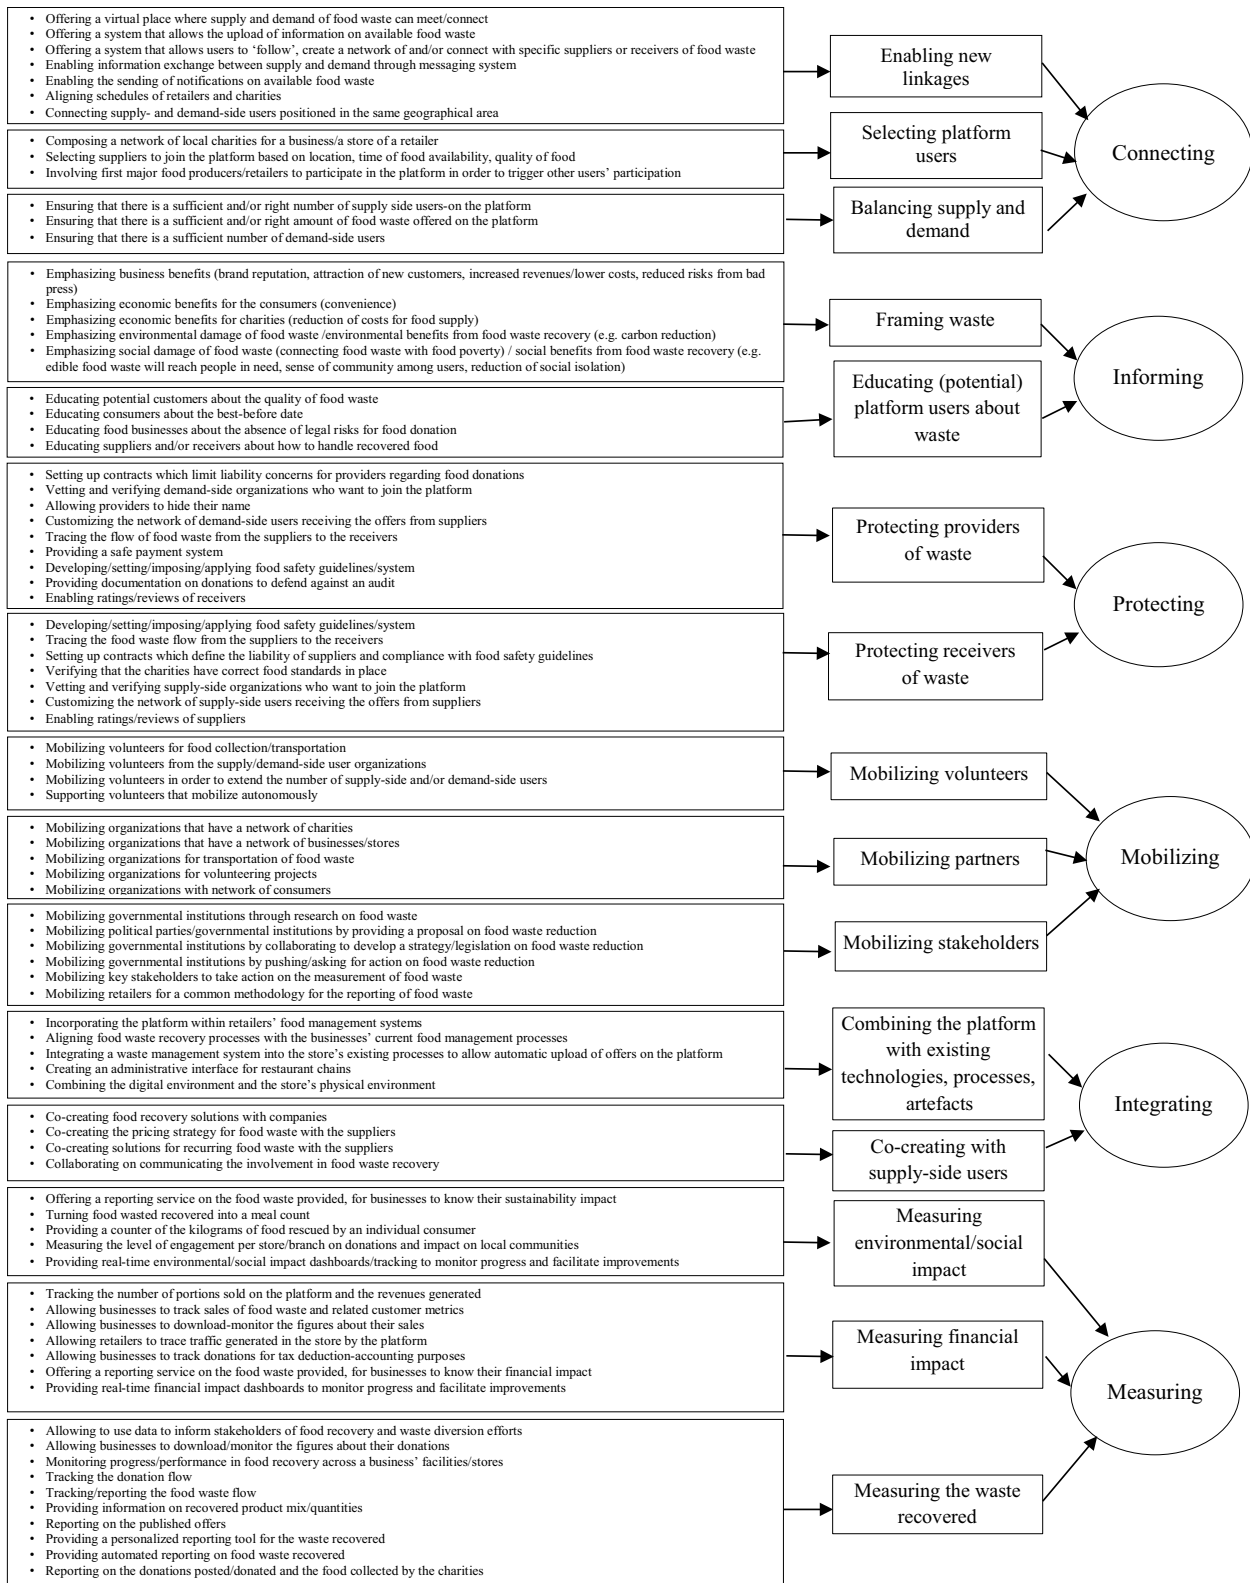 • Offering a virtual place where supply and demand of food waste can meet/connect
• Offering a system that allows the upload of information on available food waste
• Offering a system that allows users to ‘follow’, create a network of and/or connect with specific suppliers or receivers of food waste
• Enabling information exchange between supply and demand through messaging system
• Enabling the sending of notifications on available food waste
• Aligning schedules of retailers and charities
• Connecting supply- and demand-side users positioned in the same geographical area
Enabling new
linkages
• Composing a network of local charities for a business/a store of a retailer
• Selecting suppliers to join the platform based on location, time of food availability, quality of food
• Involving first major food producers/retailers to participate in the platform in order to trigger other users’ participation
Selecting platform
users
Connecting
• Ensuring that there is a sufficient and/or right number of supply side users-on the platform
• Ensuring that there is a sufficient and/or right amount of food waste offered on the platform
• Ensuring that there is a sufficient number of demand-side users
Balancing supply and
demand
• Emphasizing business benefits (brand reputation, attraction of new customers, increased revenues/lower costs, reduced risks from bad
press)
• Emphasizing economic benefits for the consumers (convenience)
• Emphasizing economic benefits for charities (reduction of costs for food supply)
• Emphasizing environmental damage of food waste /environmental benefits from food waste recovery (e.g. carbon reduction)
• Emphasizing social damage of food waste (connecting food waste with food poverty) / social benefits from food waste recovery (e.g.
edible food waste will reach people in need, sense of community among users, reduction of social isolation)
Framing waste
Informing
• Educating potential customers about the quality of food waste
• Educating consumers about the best-before date
• Educating food businesses about the absence of legal risks for food donation
• Educating suppliers and/or receivers about how to handle recovered food
Educating (potential)
platform users about
waste
• Setting up contracts which limit liability concerns for providers regarding food donations
• Vetting and verifying demand-side organizations who want to join the platform
• Allowing providers to hide their name
• Customizing the network of demand-side users receiving the offers from suppliers
• Tracing the flow of food waste from the suppliers to the receivers
• Providing a safe payment system
• Developing/setting/imposing/applying food safety guidelines/system
• Providing documentation on donations to defend against an audit
• Enabling ratings/reviews of receivers
Protecting providers
of waste
Protecting
• Developing/setting/imposing/applying food safety guidelines/system
• Tracing the food waste flow from the suppliers to the receivers
• Setting up contracts which define the liability of suppliers and compliance with food safety guidelines
• Verifying that the charities have correct food standards in place
• Vetting and verifying supply-side organizations who want to join the platform
• Customizing the network of supply-side users receiving the offers from suppliers
• Enabling ratings/reviews of suppliers
Protecting receivers
of waste
• Mobilizing volunteers for food collection/transportation
• Mobilizing volunteers from the supply/demand-side user organizations
• Mobilizing volunteers in order to extend the number of supply-side and/or demand-side users
• Supporting volunteers that mobilize autonomously
Mobilizing volunteers
• Mobilizing organizations that have a network of charities
• Mobilizing organizations that have a network of businesses/stores
• Mobilizing organizations for transportation of food waste
• Mobilizing organizations for volunteering projects
• Mobilizing organizations with network of consumers
Mobilizing partners
Mobilizing
• Mobilizing governmental institutions through research on food waste
• Mobilizing political parties/governmental institutions by providing a proposal on food waste reduction
• Mobilizing governmental institutions by collaborating to develop a strategy/legislation on food waste reduction
• Mobilizing governmental institutions by pushing/asking for action on food waste reduction
• Mobilizing key stakeholders to take action on the measurement of food waste
• Mobilizing retailers for a common methodology for the reporting of food waste
Mobilizing stakeholders
• Incorporating the platform within retailers’ food management systems
• Aligning food waste recovery processes with the businesses’ current food management processes
• Integrating a waste management system into the store’s existing processes to allow automatic upload of offers on the platform
• Creating an administrative interface for restaurant chains
• Combining the digital environment and the store’s physical environment
Combining the platform
with existing
technologies, processes,
artefacts
Integrating
• Co-creating food recovery solutions with companies
• Co-creating the pricing strategy for food waste with the suppliers
• Co-creating solutions for recurring food waste with the suppliers
• Collaborating on communicating the involvement in food waste recovery
Co-creating with
supply-side users
• Offering a reporting service on the food waste provided, for businesses to know their sustainability impact
• Turning food wasted recovered into a meal count
• Providing a counter of the kilograms of food rescued by an individual consumer
• Measuring the level of engagement per store/branch on donations and impact on local communities
• Providing real-time environmental/social impact dashboards/tracking to monitor progress and facilitate improvements
Measuring
environmental/social
impact
• Tracking the number of portions sold on the platform and the revenues generated
• Allowing businesses to track sales of food waste and related customer metrics
• Allowing businesses to download-monitor the figures about their sales
• Allowing retailers to trace traffic generated in the store by the platform
• Allowing businesses to track donations for tax deduction-accounting purposes
• Offering a reporting service on the food waste provided, for businesses to know their financial impact
• Providing real-time financial impact dashboards to monitor progress and facilitate improvements
Measuring financial
impact
Measuring
• Allowing to use data to inform stakeholders of food recovery and waste diversion efforts
• Allowing businesses to download/monitor the figures about their donations
• Monitoring progress/performance in food recovery across a business’ facilities/stores
• Tracking the donation flow
• Tracking/reporting the food waste flow
• Providing information on recovered product mix/quantities
• Reporting on the published offers
• Providing a personalized reporting tool for the waste recovered
• Providing automated reporting on food waste recovered
• Reporting on the donations posted/donated and the food collected by the charities
Measuring the waste
recovered